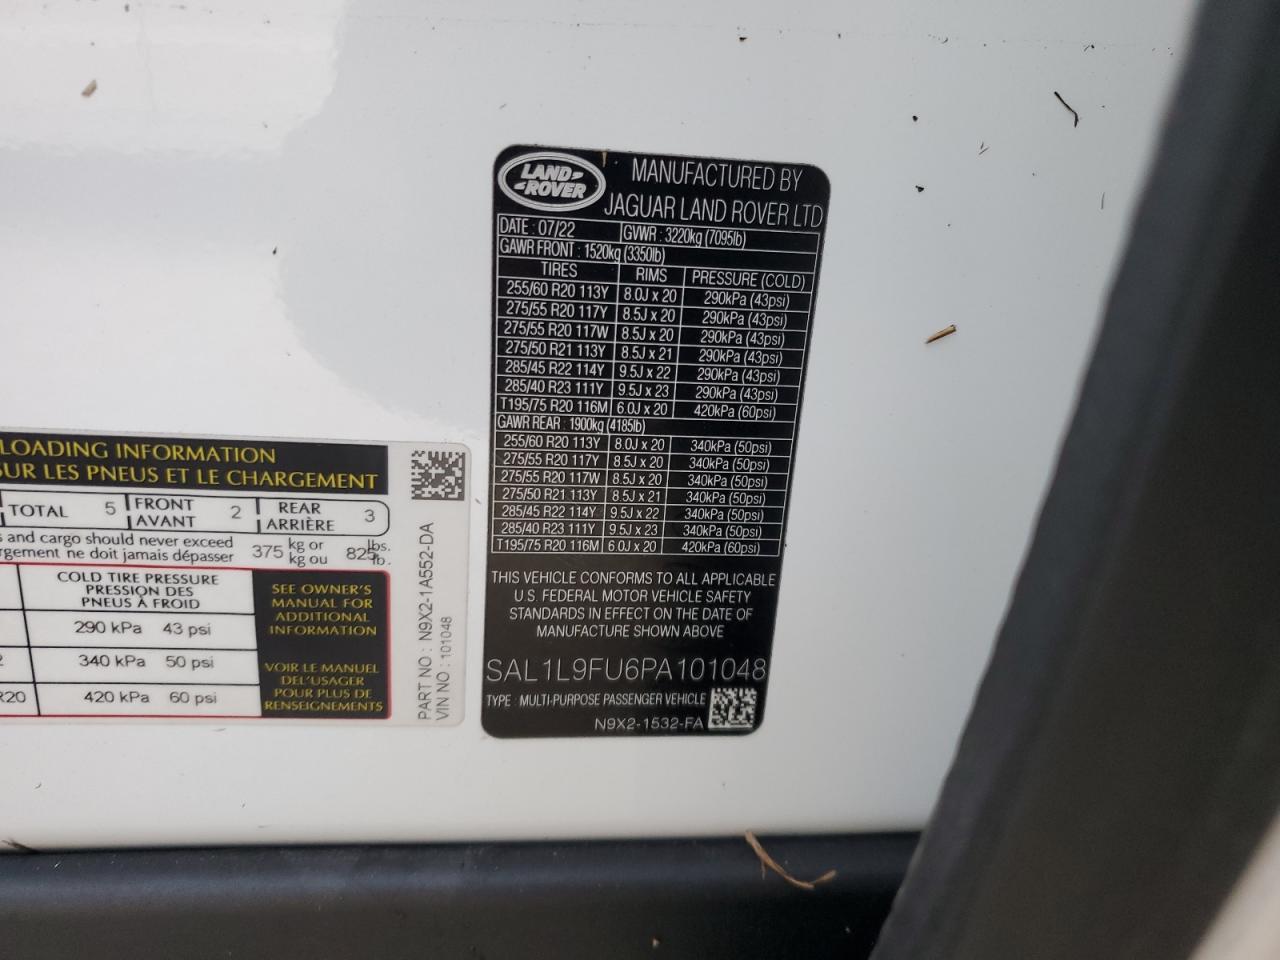 LOADING INFORMATION
SUR LES PNEUS ET LE CHARGEMENT
TOTAL 5 FRONT AVANT 2 REAR ARRIÈRE 3
and cargo should never exceed
ne doit jamais dépasser
375 kg or kg ou 825 lbs. lb.
COLD TIRE PRESSURE
PRESSION DES
PNEUS À FROID
290 kPa 43 psi
340 kPa 50 psi
R20 420 kPa 60 psi
SEE OWNER'S
MANUAL FOR
ADDITIONAL
INFORMATION
VOIR LE MANUEL
DEL'USAGER
POUR PLUS DE
RENSEIGNEMENTS
PART NO : N9X2-1A552-DA
VIN NO : 101048
LAND ROVER
MANUFACTURED BY
JAGUAR LAND ROVER LTD
DATE : 07/22 GVWR : 3220kg (7095lb)
GAWR FRONT : 1520kg (3350lb)
TIRES RIMS PRESSURE (COLD)
255/60 R20 113Y 8.0J x 20 290kPa (43psi)
275/55 R20 117Y 8.5J x 20 290kPa (43psi)
275/55 R20 117W 8.5J x 20 290kPa (43psi)
275/50 R21 113Y 8.5J x 21 290kPa (43psi)
285/45 R22 114Y 9.5J x 22 290kPa (43psi)
285/40 R23 111Y 9.5J x 23 290kPa (43psi)
T195/75 R20 116M 6.0J x 20 420kPa (60psi)
GAWR REAR : 1900kg (4185lb)
255/60 R20 113Y 8.0J x 20 340kPa (50psi)
275/55 R20 117Y 8.5J x 20 340kPa (50psi)
275/55 R20 117W 8.5J x 20 340kPa (50psi)
275/50 R21 113Y 8.5J x 21 340kPa (50psi)
285/45 R22 114Y 9.5J x 22 340kPa (50psi)
285/40 R23 111Y 9.5J x 23 340kPa (50psi)
T195/75 R20 116M 6.0J x 20 420kPa (60psi)
THIS VEHICLE CONFORMS TO ALL APPLICABLE
U.S. FEDERAL MOTOR VEHICLE SAFETY
STANDARDS IN EFFECT ON THE DATE OF
MANUFACTURE SHOWN ABOVE
SAL1L9FU6PA101048
TYPE : MULTI-PURPOSE PASSENGER VEHICLE
N9X2-1532-FA